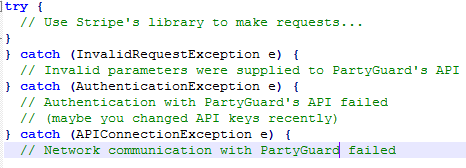 try {
// Use Stripe's library to make requests...
}
} catch (InvalidRequestException e) {
// Invalid parameters were supplied to PartyGuard's API
} catch (AuthenticationException e) {
// Authentication with PartyGuard's API failed
// (maybe you changed API keys recently)
} catch (APIConnectionException e) {
// Network communication with PartyGuard failed